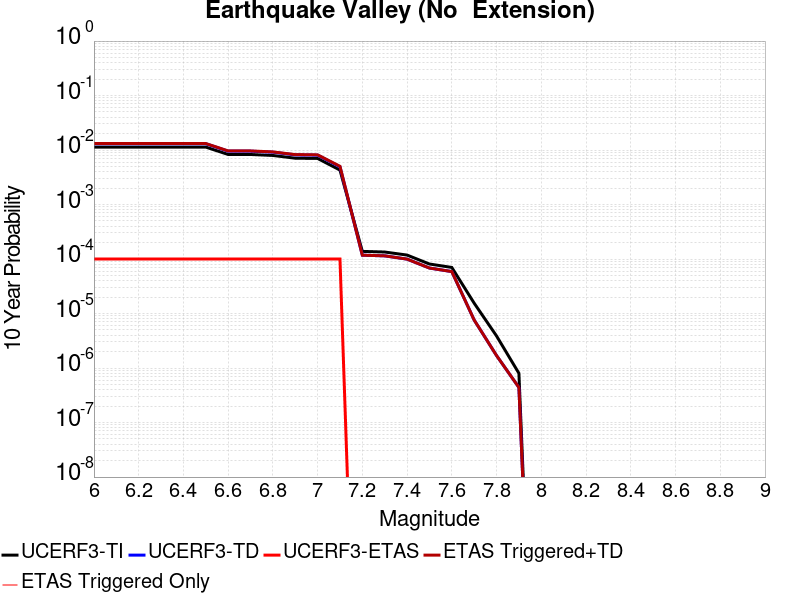 Earthquake Valley (No  Extension)
10 0
10 -1
10 -2
10 -3
10 -4
10 -5
10 -6
10 -7
10 -8
10 Year Probability
6 6.2 6.4 6.6 6.8 7 7.2 7.4 7.6 7.8 8 8.2 8.4 8.6 8.8 9
Magnitude
UCERF3-TI UCERF3-TD UCERF3-ETAS ETAS Triggered+TD
ETAS Triggered Only